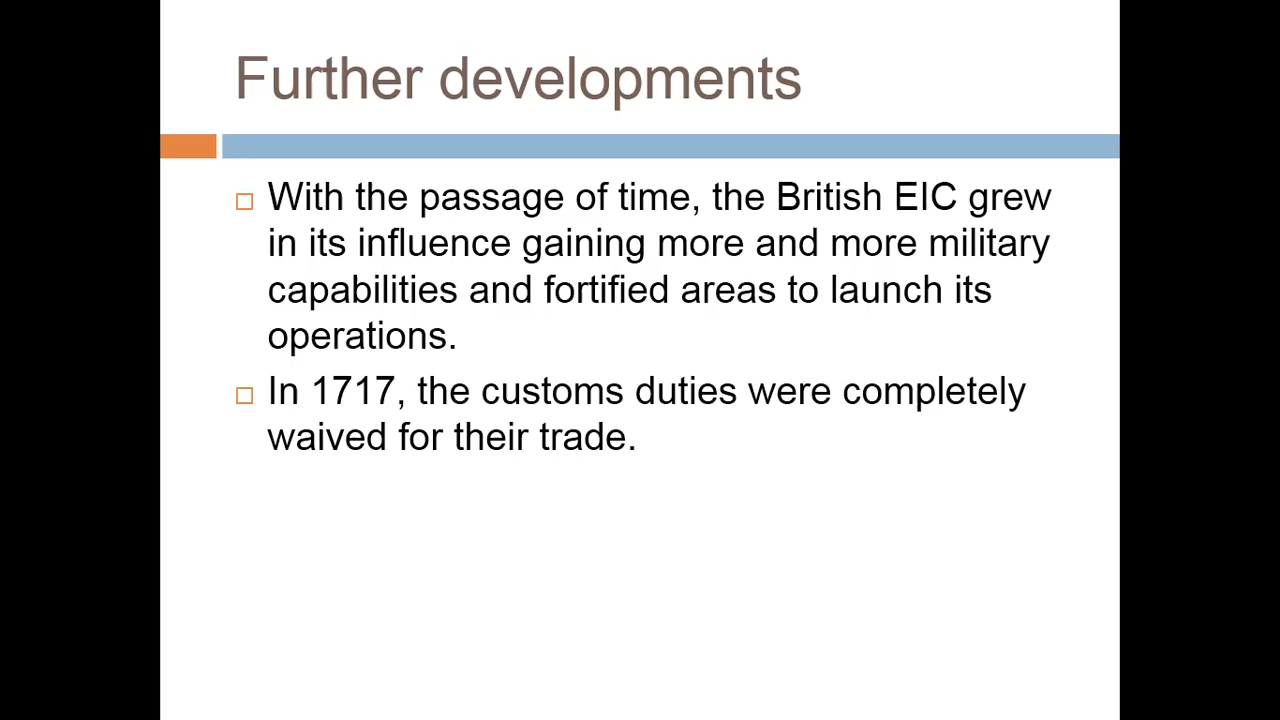 Further developments
With the passage of time, the British EIC grew
in its influence gaining more and more military
capabilities and fortified areas to launch its
operations.
In 1717, the customs duties were completely
waived for their trade.